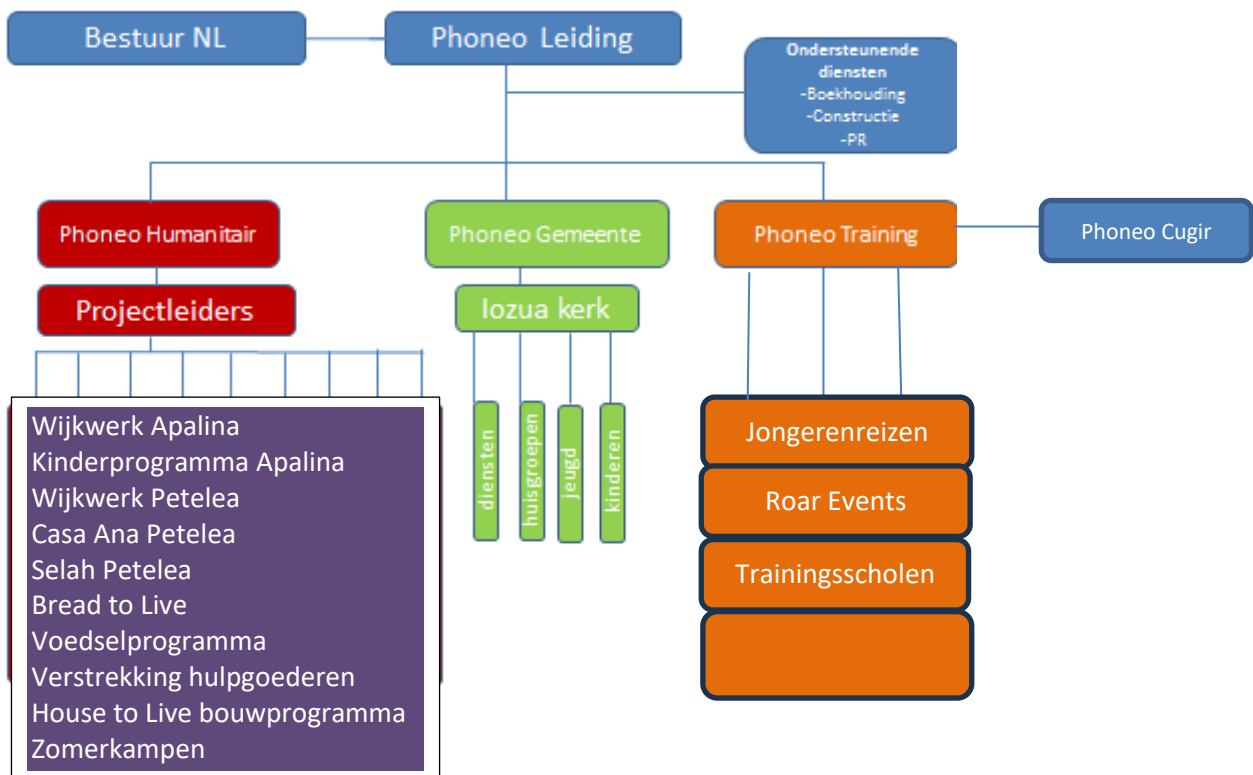 Bestuur NL
Phoneo Leiding
Ondersteunende
diensten
-Boekhouding
-Constructie
-PR
Phoneo Humanitair
Phoneo Gemeente
Phoneo Training
Phoneo Cugir
Projectleiders
Iozua kerk
Wijkwerk Apalina
Kinderprogramma Apalina
Wijkwerk Petelea
Casa Ana Petelea
Selah Petelea
Bread to Live
Voedselprogramma
Verstrekking hulpgoederen
House to Live bouwprogramma
Zomerkampen
diensten
huisgroepen
jeugd
kinderen
Jongerenreizen
Roar Events
Trainingsscholen